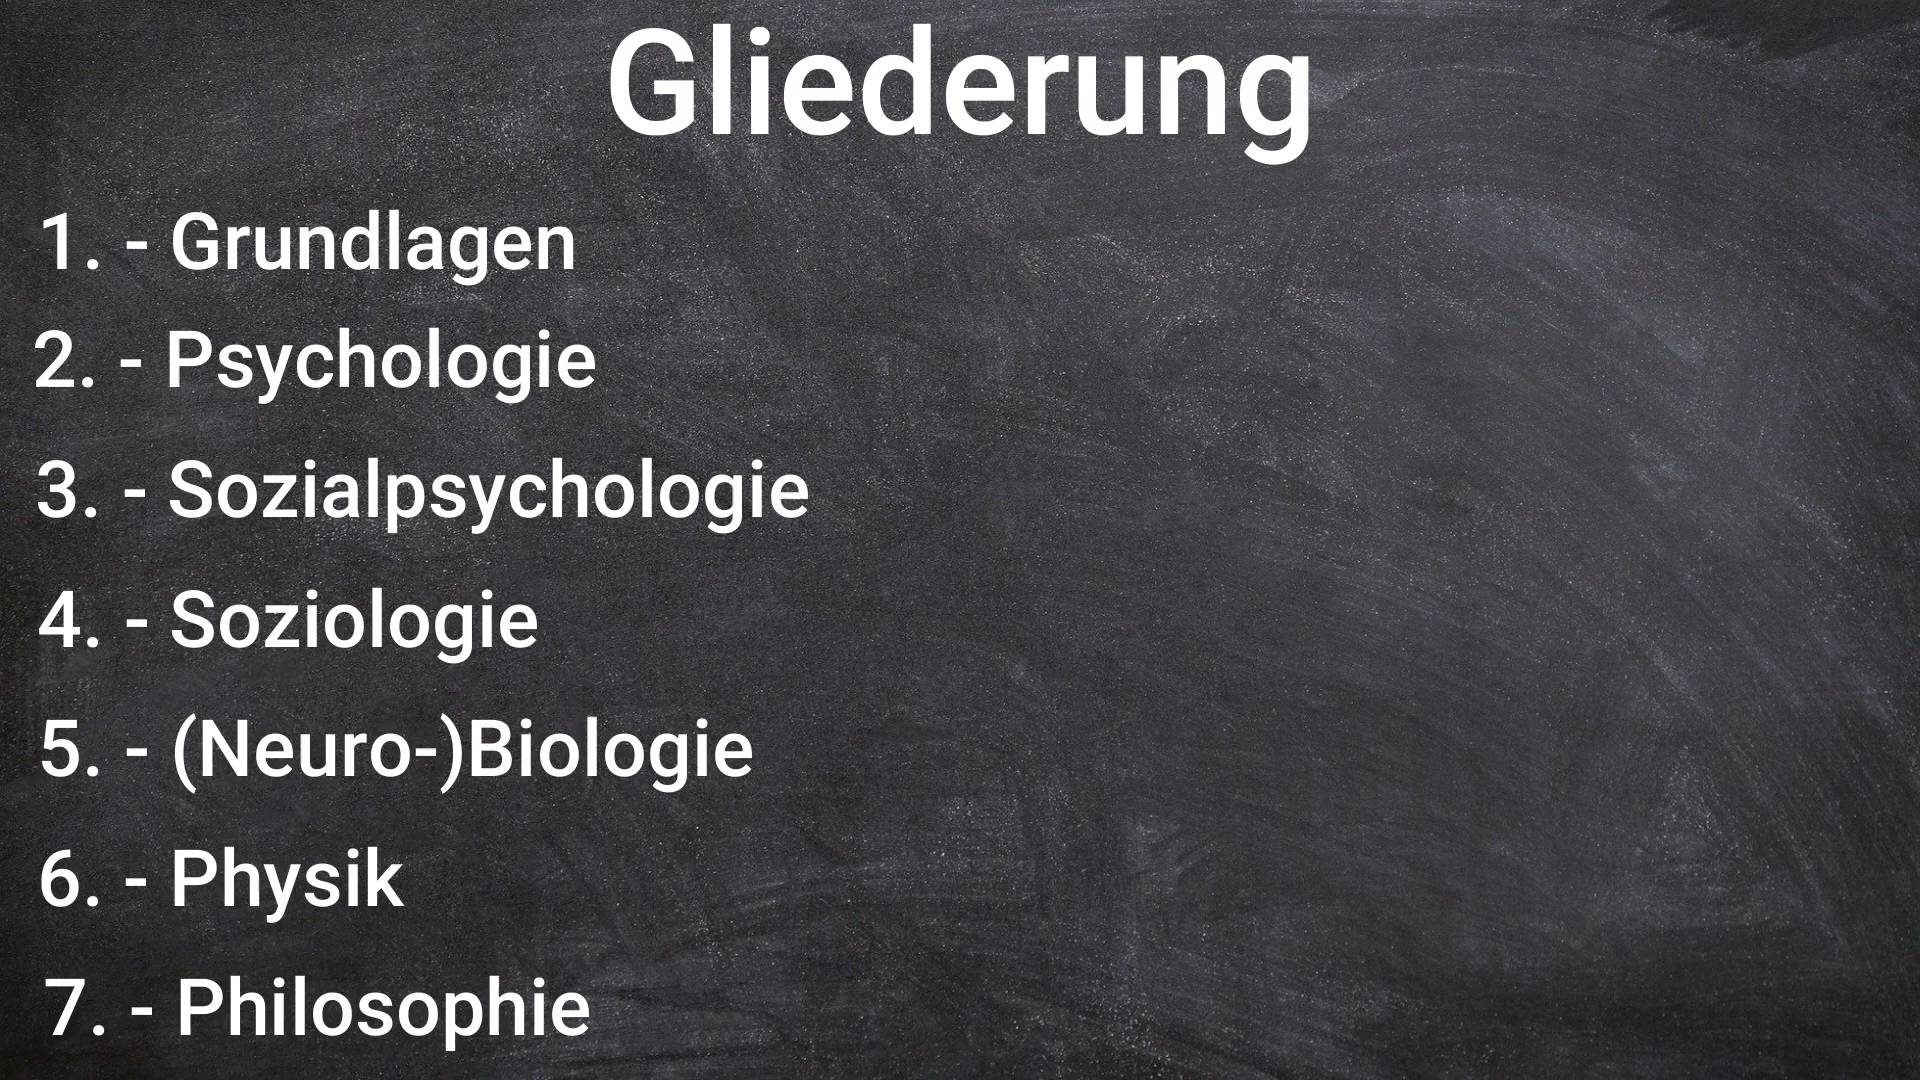 Gliederung
1. - Grundlagen
2. - Psychologie
3. - Sozialpsychologie
4. - Soziologie
5. - (Neuro-)Biologie
6. - Physik
7. - Philosophie